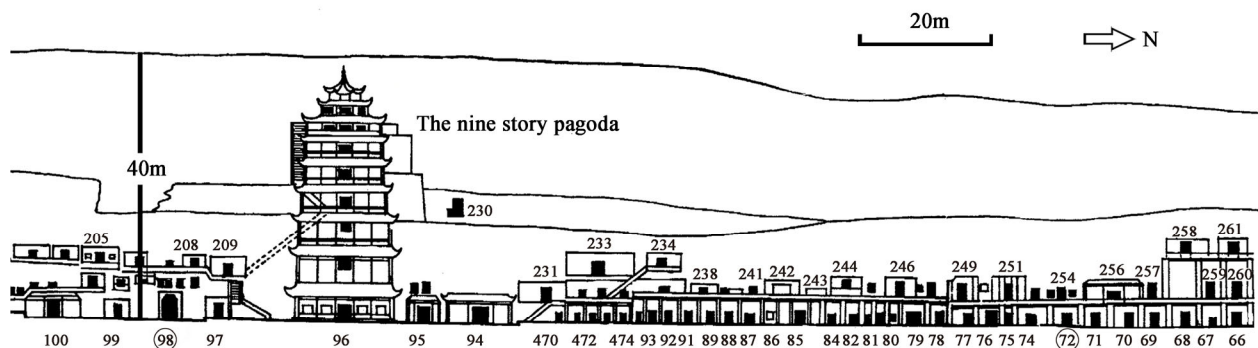 20m
N
The nine story pagoda
40m
230
258 261
205 208 209 233 234
231 238 241 242 243 244 246 249 251 254 256 257 259 260
100 99 98 97 96 95 94 470 472 474 93 92 91 89 88 87 86 85 84 82 81 80 79 78 77 76 75 74 72 71 70 69 68 67 66